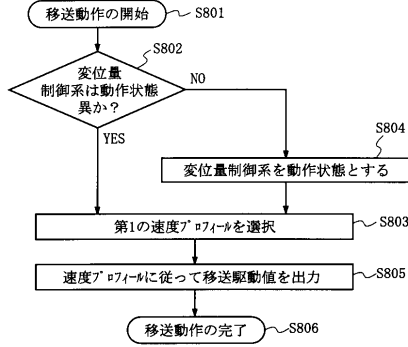 移送動作の開始
S801
S802
変位量
制御系は動作状態
異か?
NO
YES
S804
変位量制御系を動作状態とする
第1の速度プロフィールを選択
S803
速度プロフィールに従って移送駆動値を出力
S805
移送動作の完了
S806